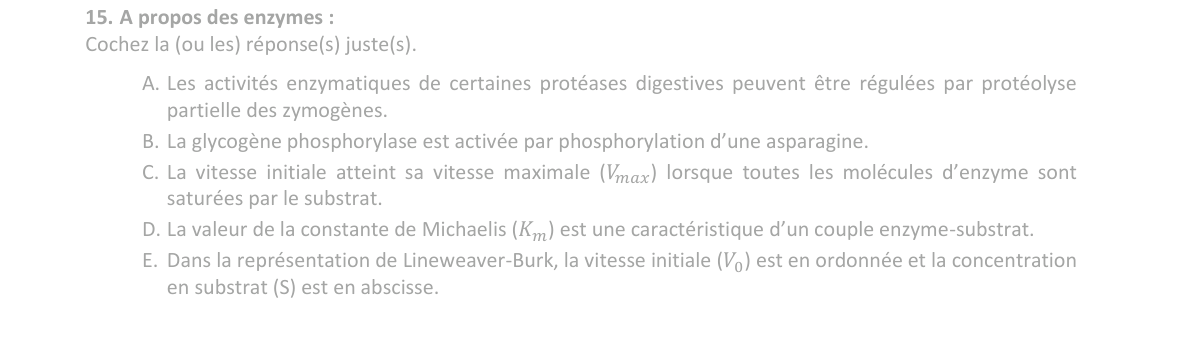 15. A propos des enzymes :
Cochez la (ou les) réponse(s) juste(s).
A. Les activités enzymatiques de certaines protéases digestives peuvent être régulées par protéolyse
partielle des zymogènes.
B. La glycogène phosphorylase est activée par phosphorylation d’une asparagine.
C. La vitesse initiale atteint sa vitesse maximale (Vmax) lorsque toutes les molécules d’enzyme sont
saturées par le substrat.
D. La valeur de la constante de Michaelis (Km) est une caractéristique d’un couple enzyme-substrat.
E. Dans la représentation de Lineweaver-Burk, la vitesse initiale (V0) est en ordonnée et la concentration
en substrat (S) est en abscisse.